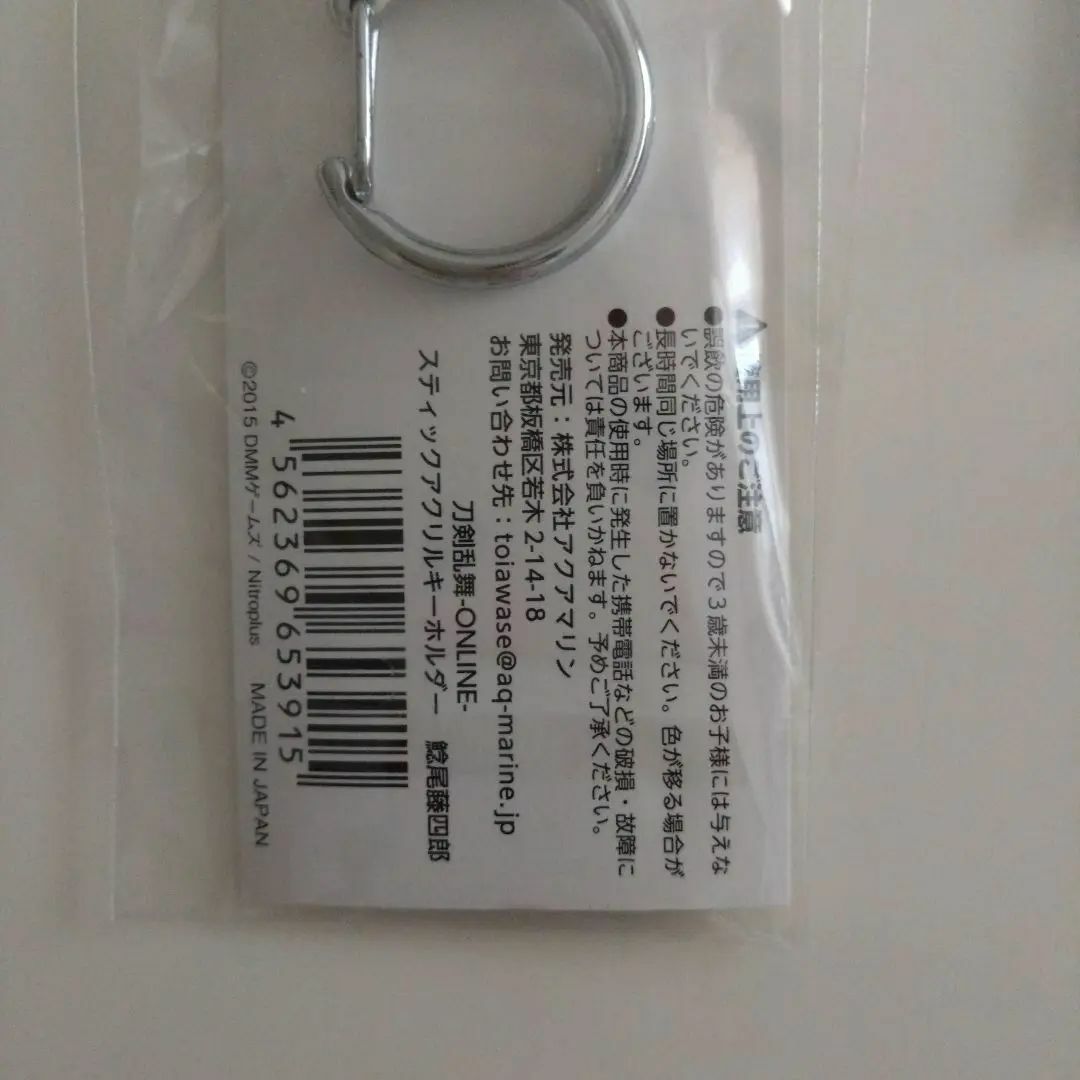 用上のご注意
●誤飲の危険がありますので3歳未満のお子様には与えな
いでください。
●長時間同じ場所に置かないでください。色が移る場合が
ございます。
●本商品の使用時に発生した携帯電話などの破損・故障に
ついては責任を負いかねます。予めご了承ください。
発売元：株式会社アクアマリン
東京都板橋区若木 2-14-18
お問い合わせ先：toiawase@aq-marine.jp
刀剣乱舞-ONLINE-
スティックアクリルキーホルダー 鯰尾藤四郎
4 562369 653915
©2015 DMMゲームズ / Nitroplus MADE IN JAPAN